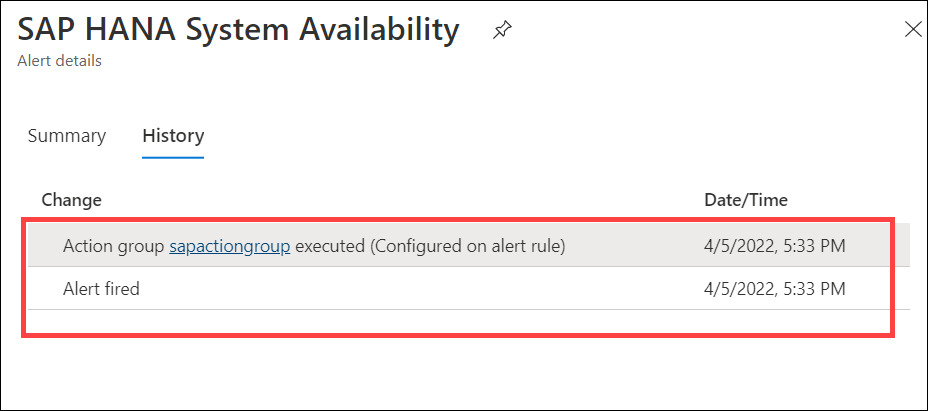 SAP HANA System Availability
Alert details
Summary History
Change Date/Time
Action group sapactiongroup executed (Configured on alert rule) 4/5/2022, 5:33 PM
Alert fired 4/5/2022, 5:33 PM